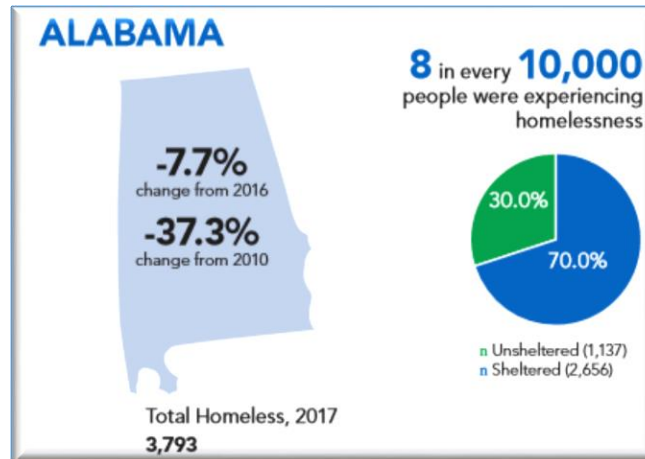 ALABAMA
8 in every 10,000
people were experiencing
homelessness
-7.7%
change from 2016
-37.3%
change from 2010
30.0%
70.0%
n Unsheltered (1,137)
n Sheltered (2,656)
Total Homeless, 2017
3,793